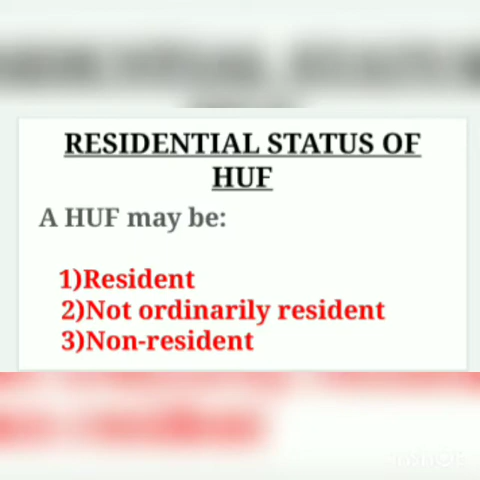 RESIDENTIAL STATUS OF
HUF
A HUF may be:
1)Resident
2)Not ordinarily resident
3)Non-resident